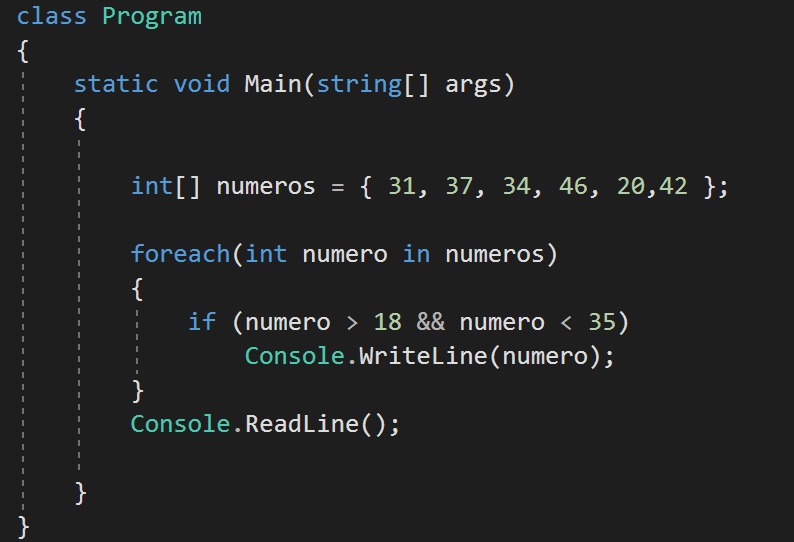 class Program
{
static void Main(string[] args)
{
int[] numeros = { 31, 37, 34, 46, 20,42 };
foreach(int numero in numeros)
{
if (numero > 18 && numero < 35)
Console.WriteLine(numero);
}
Console.ReadLine();
}
}